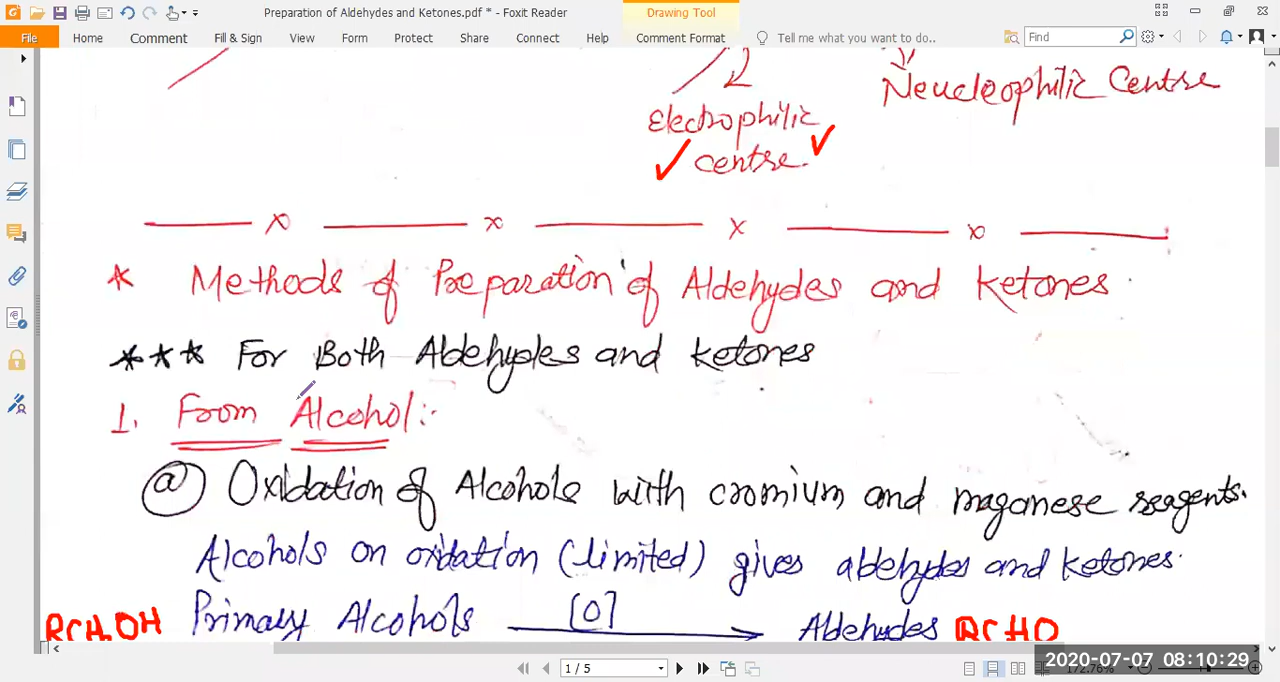 Preparation of Aldehydes and Ketones.pdf * - Foxit Reader
Drawing Tool
File Home Comment Fill & Sign View Form Protect Share Connect Help Comment Format Tell me what you want to do.. Find
Neucleophilic Centre
Electrophilic
centre.
x x x x
* Methods of Preparation of Aldehydes and Ketones
*** For Both Aldehydes and Ketones
1. From Alcohol:-
(a) Oxidation of Alcohols with cromium and maganese reagents.
Alcohols on oxidation (limited) gives aldehydes and ketones.
RCH2OH Primary Alcohols [O] Aldehydes RCHO
1 / 5
172.76%
2020-07-07 08:10:29